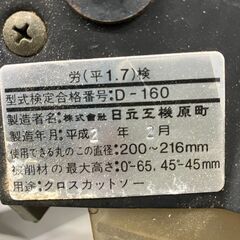 労(平1.7)検
型式検定合格番号:D-160
製造者名:株式会社日立工機原町
製造年月:平成2年 月
使用できる丸のこの直径:200~216mm
被削材の最大高さ:0°-65,45°-45mm
用途:クロスカットソー